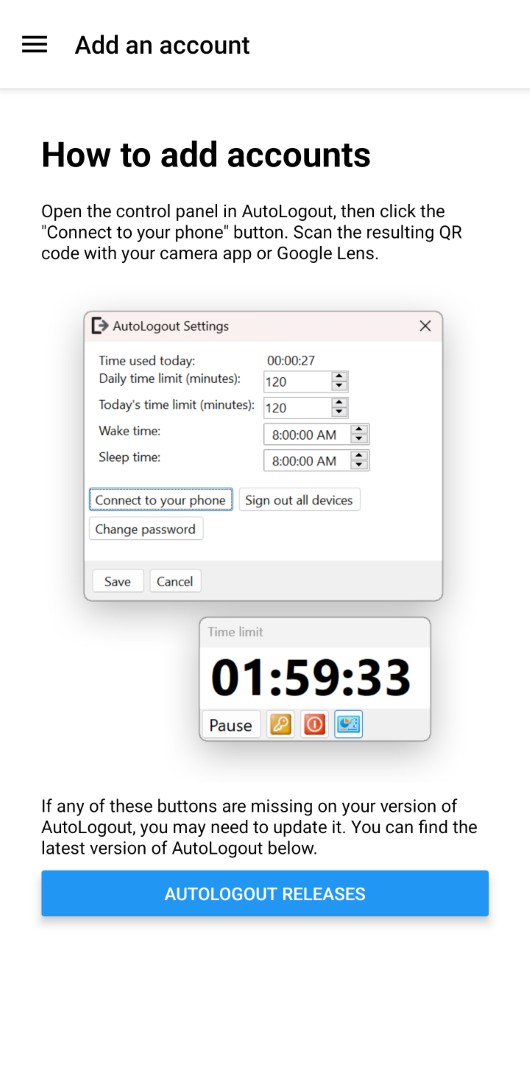 Add an account
How to add accounts
Open the control panel in AutoLogout, then click the
"Connect to your phone" button. Scan the resulting QR
code with your camera app or Google Lens.
AutoLogout Settings
Time used today: 00:00:27
Daily time limit (minutes): 120
Today's time limit (minutes): 120
Wake time: 8:00:00 AM
Sleep time: 8:00:00 AM
Connect to your phone Sign out all devices
Change password
Save Cancel
Time limit
01:59:33
Pause
If any of these buttons are missing on your version of
AutoLogout, you may need to update it. You can find the
latest version of AutoLogout below.
AUTOLOGOUT RELEASES